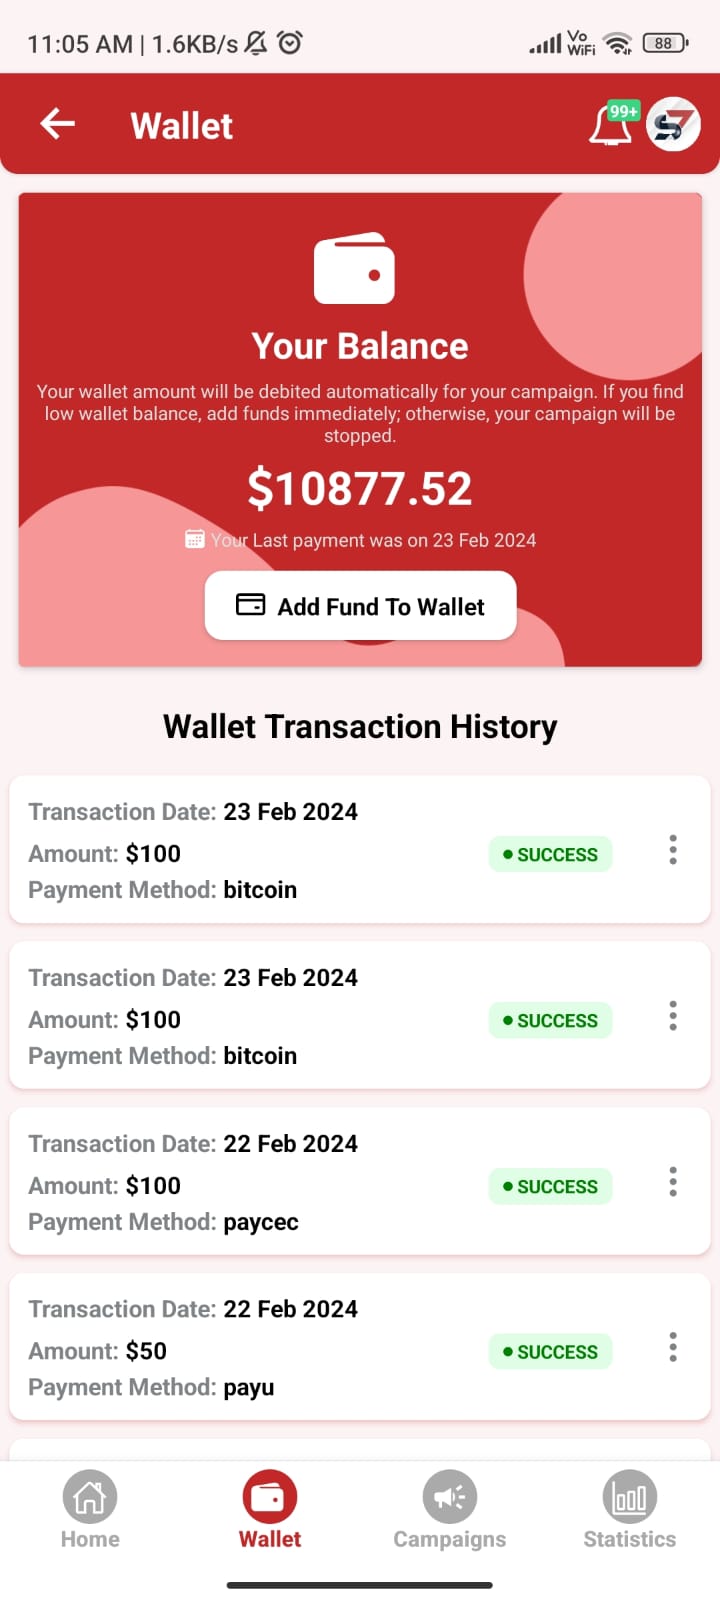 11:05 AM | 1.6KB/s
Vo
WiFi
88
Wallet
99+
S7
Your Balance
Your wallet amount will be debited automatically for your campaign. If you find
low wallet balance, add funds immediately; otherwise, your campaign will be
stopped.
$10877.52
Your Last payment was on 23 Feb 2024
Add Fund To Wallet
Wallet Transaction History
Transaction Date: 23 Feb 2024
Amount: $100
SUCCESS
Payment Method: bitcoin
Transaction Date: 23 Feb 2024
Amount: $100
SUCCESS
Payment Method: bitcoin
Transaction Date: 22 Feb 2024
Amount: $100
SUCCESS
Payment Method: paycec
Transaction Date: 22 Feb 2024
Amount: $50
SUCCESS
Payment Method: payu
Home
Wallet
Campaigns
Statistics